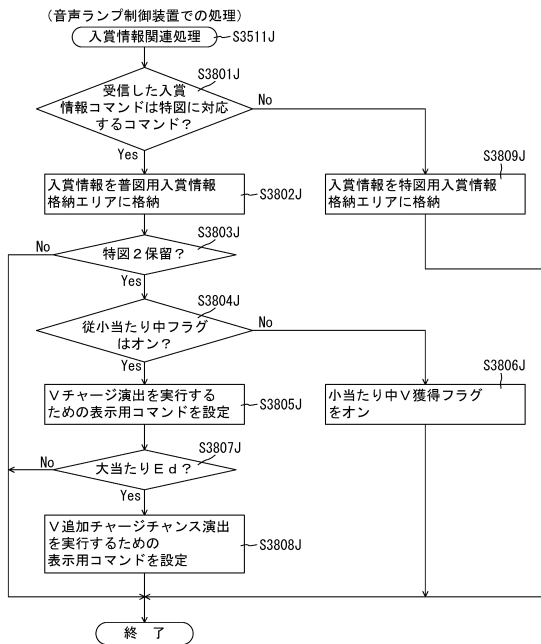 (音声ランプ制御装置での処理)
入賞情報関連処理
S3511J
S3801J
受信した入賞
情報コマンドは特図に対応
するコマンド?
No
Yes
S3809J
入賞情報を普図用入賞情報
格納エリアに格納
S3802J
入賞情報を特図用入賞情報
格納エリアに格納
S3803J
No
特図2保留?
Yes
S3804J
従小当たり中フラグ
はオン?
No
Yes
S3806J
Vチャージ演出を実行する
ための表示用コマンドを設定
S3805J
小当たり中V獲得フラグ
をオン
S3807J
No
大当たりEd?
Yes
V追加チャージチャンス演出
を実行するための
表示用コマンドを設定
S3808J
終 了